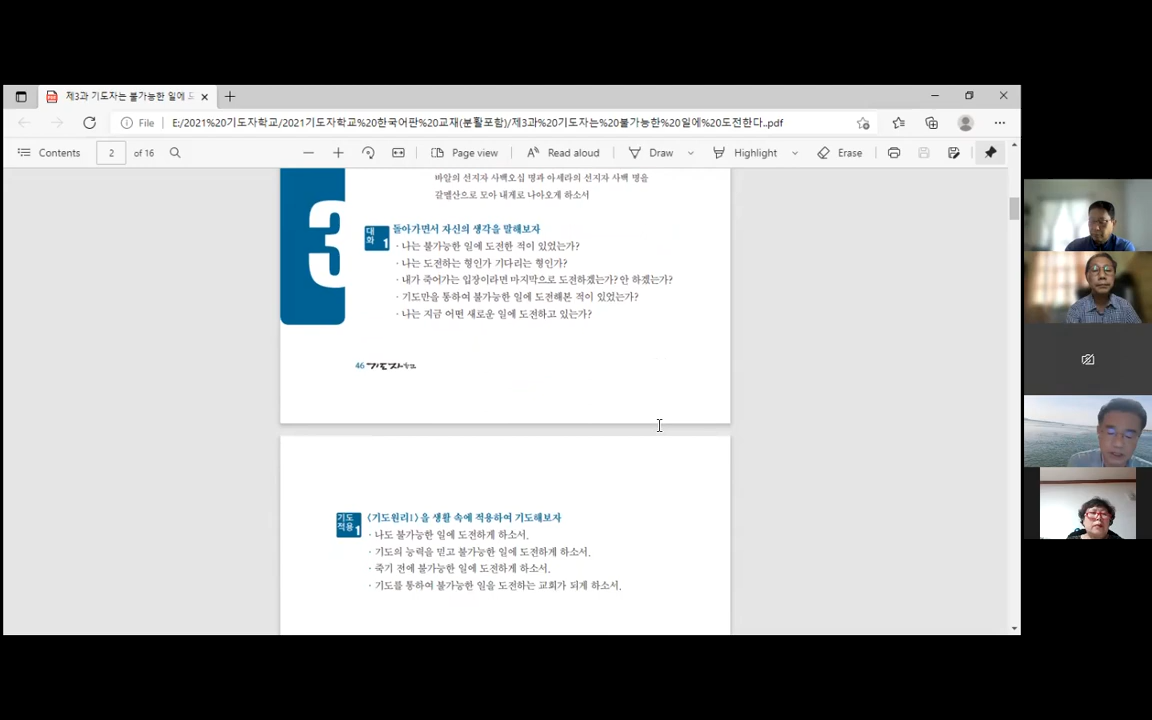 제3과 기도자는 불가능한 일에 도
File E:/2021%20기도자학교/2021기도자학교%20한국어판%20교재(분활포함)/제3과%20기도자는%20불가능한%20일에%20도전한다..pdf
Contents 2 of 16 Page view Read aloud Draw Highlight Erase
바알의 선지자 사백오십 명과 아세라의 선지자 사백 명을
갈멜산으로 모아 내게로 나아오게 하소서
3
대화 1 돌아가면서 자신의 생각을 말해보자
· 나는 불가능한 일에 도전한 적이 있었는가?
· 나는 도전하는 형인가 기다리는 형인가?
· 내가 죽어가는 입장이라면 마지막으로 도전하겠는가? 안 하겠는가?
· 기도만을 통하여 불가능한 일에 도전해본 적이 있었는가?
· 나는 지금 어떤 새로운 일에 도전하고 있는가?
46 기도자학교
기도적용 1 〈기도원리1〉을 생활 속에 적용하여 기도해보자
· 나도 불가능한 일에 도전하게 하소서.
· 기도의 능력을 믿고 불가능한 일에 도전하게 하소서.
· 죽기 전에 불가능한 일에 도전하게 하소서.
· 기도를 통하여 불가능한 일을 도전하는 교회가 되게 하소서.